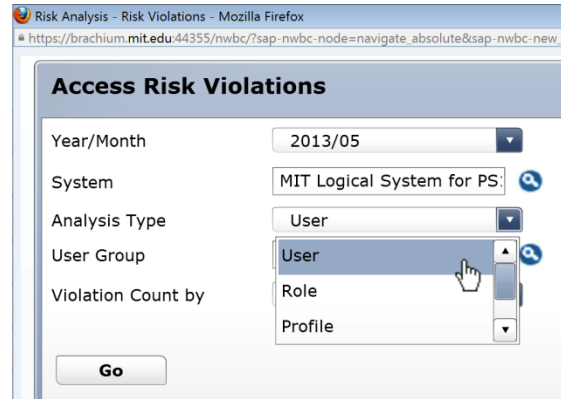 Risk Analysis - Risk Violations - Mozilla Firefox
https://brachium.mit.edu:44355/nwbc/?sap-nwbc-node=navigate_absolute&sap-nwbc-new_
Access Risk Violations
Year/Month 2013/05
System MIT Logical System for PS1
Analysis Type User
User Group User
Role
Violation Count by
Profile
Go